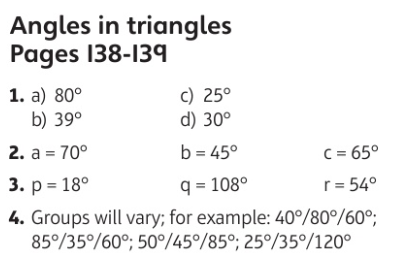 Angles in triangles
Pages 138-139
1. a) 80° c) 25°
b) 39° d) 30°
2. a = 70° b = 45° c = 65°
3. p = 18° q = 108° r = 54°
4. Groups will vary; for example: 40°/80°/60°;
85°/35°/60°; 50°/45°/85°; 25°/35°/120°